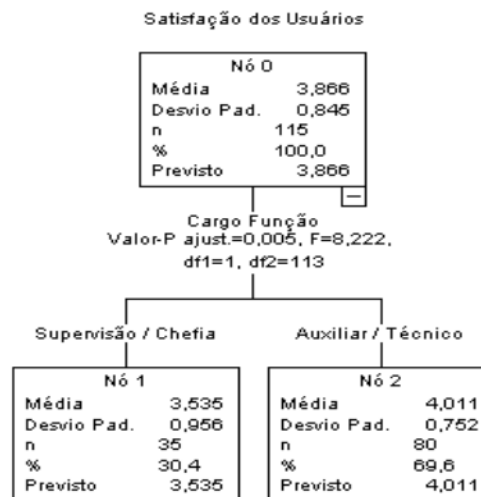 Satisfação dos Usuários
Nó 0
Média 3,866
Desvio Pad. 0,845
n 115
% 100,0
Previsto 3,866
Cargo Função
Valor-P ajust.=0,005, F=8,222,
df1=1, df2=113
Supervisão / Chefia
Auxiliar / Técnico
Nó 1
Média 3,535
Desvio Pad. 0,956
n 35
% 30,4
Previsto 3,535
Nó 2
Média 4,011
Desvio Pad. 0,752
n 80
% 69,6
Previsto 4,011